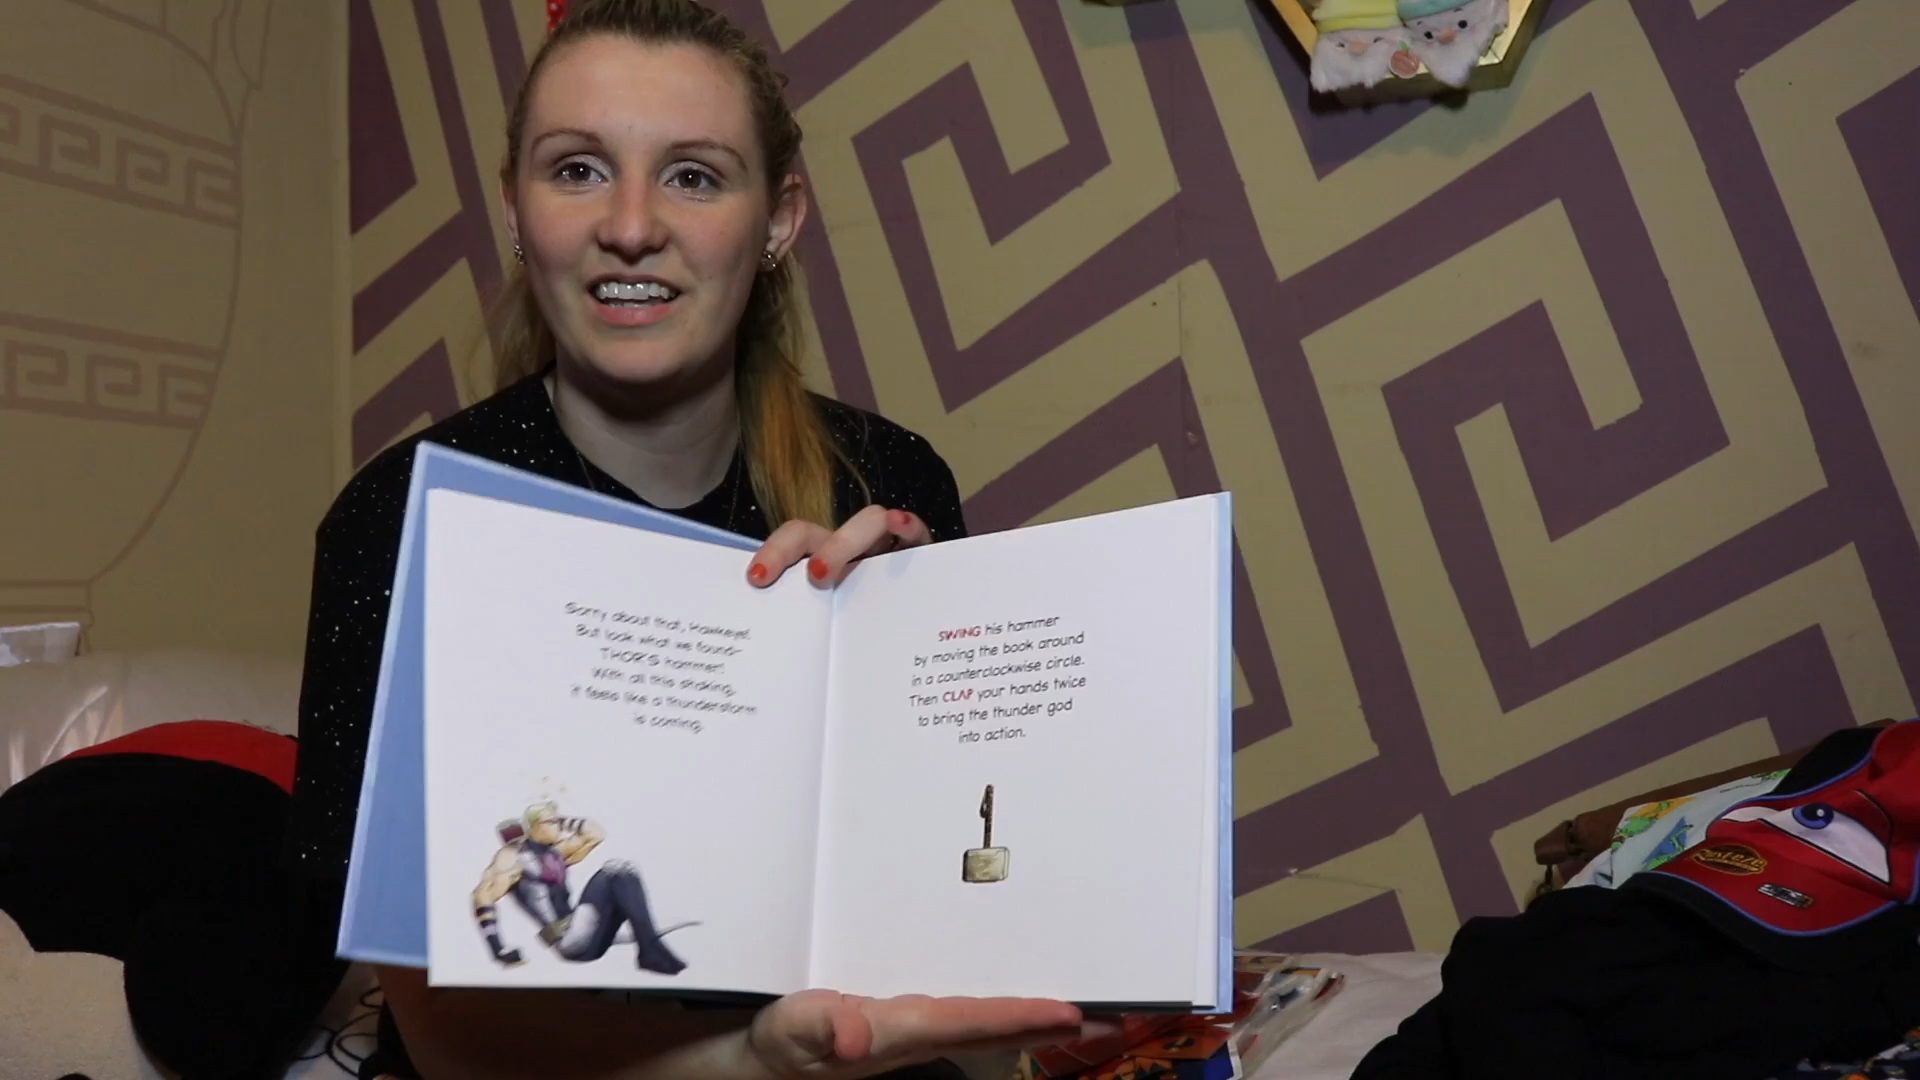 Sorry about that, Hawkeye!
But look what we found–
THOR'S hammer!
With all this shaking,
it feels like a thunderstorm
is coming.
SWING his hammer
by moving the book around
in a counterclockwise circle.
Then CLAP your hands twice
to bring the thunder god
into action.
Rust-eze